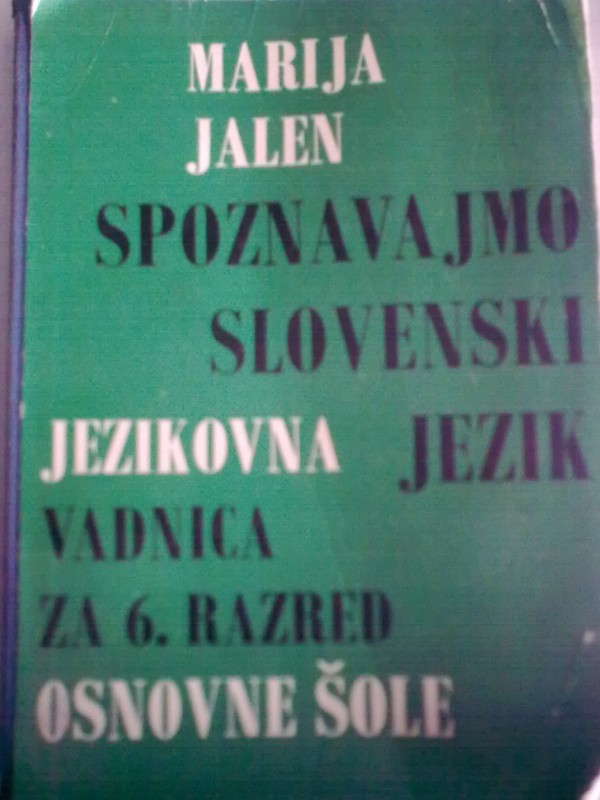 MARIJA
JALEN
SPOZNAVAJMO
SLOVENSKI
JEZIK
JEZIKOVNA
VADNICA
ZA 6. RAZRED
OSNOVNE ŠOLE